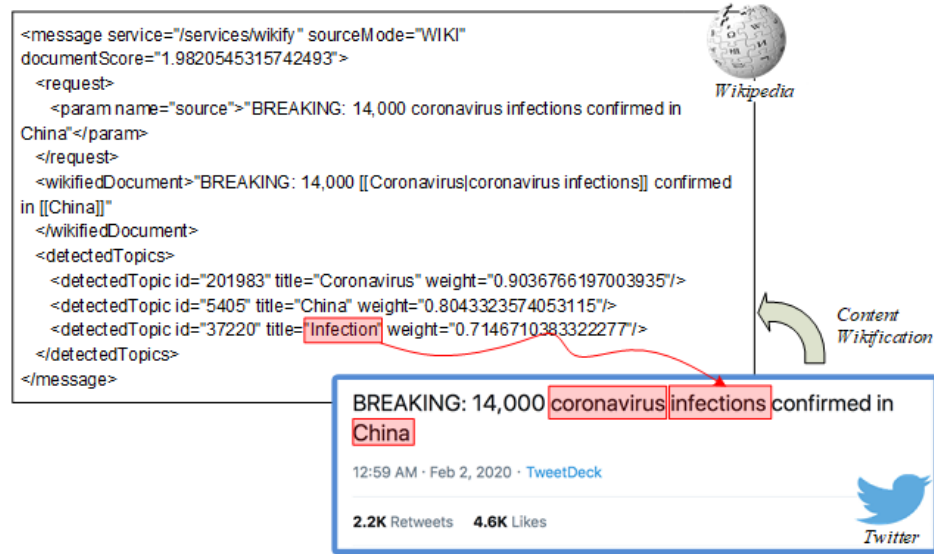 <message service="/services/wikify" sourceMode="WIKI"
documentScore="1.9820545315742493">
<request>
<param name="source">"BREAKING: 14,000 coronavirus infections confirmed in
China"</param>
</request>
<wikifiedDocument>"BREAKING: 14,000 [[Coronavirus|coronavirus infections]] confirmed
in [[China]]"
</wikifiedDocument>
<detectedTopics>
<detectedTopic id="201983" title="Coronavirus" weight="0.9036766197003935"/>
<detectedTopic id="5405" title="China" weight="0.8043323574053115"/>
<detectedTopic id="37220" title="Infection" weight="0.7146710383322277"/>
</detectedTopics>
</message>
Wikipedia
Content
Wikification
BREAKING: 14,000 coronavirus infections confirmed in
China
12:59 AM · Feb 2, 2020 · TweetDeck
2.2K Retweets 4.6K Likes
Twitter